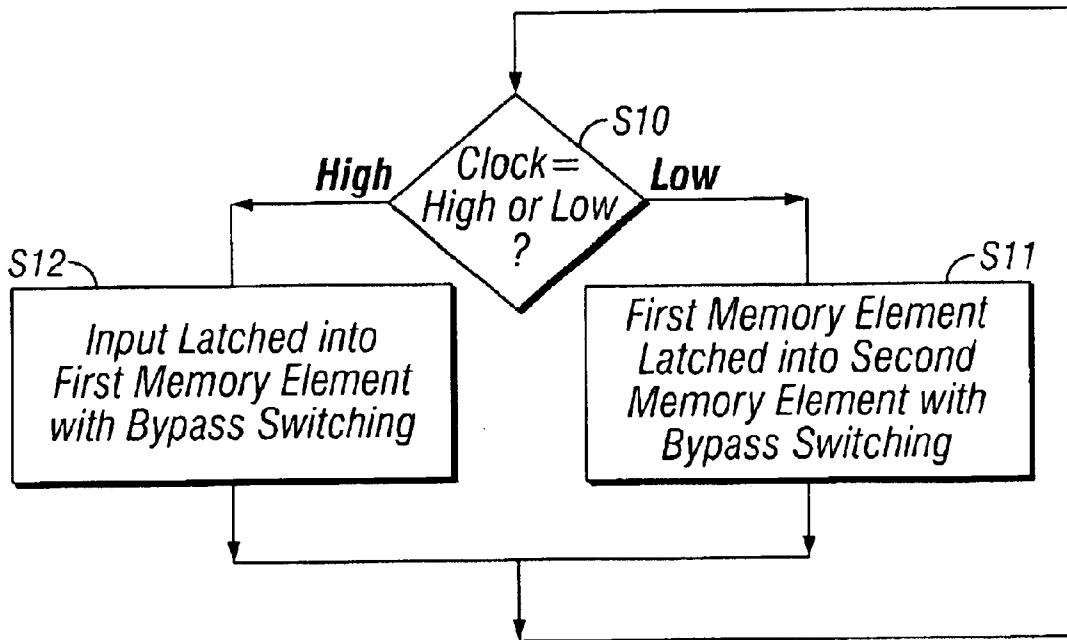 S10
Clock=
High or Low
?
High
Low
S12
Input Latched into
First Memory Element
with Bypass Switching
S11
First Memory Element
Latched into Second
Memory Element with
Bypass Switching